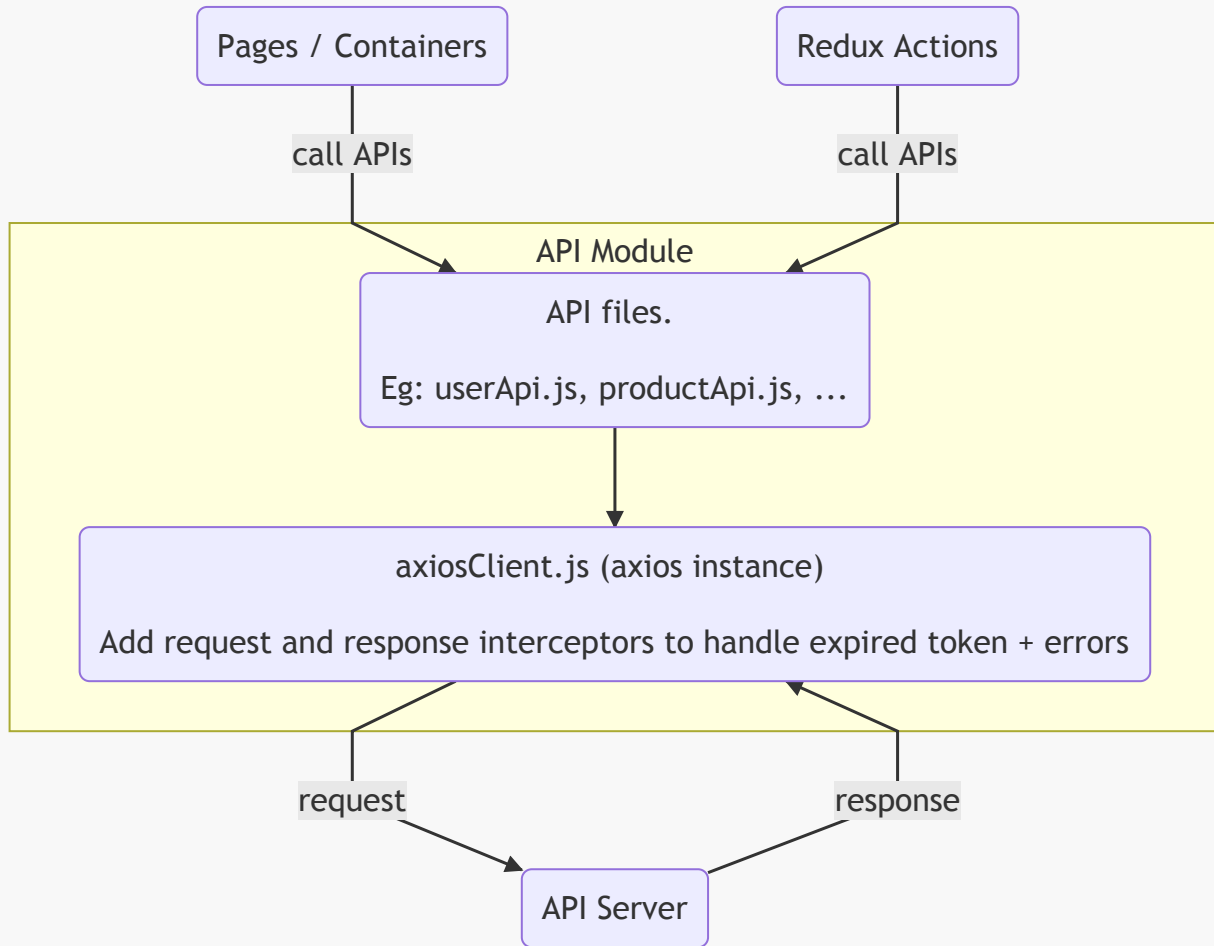 Pages / Containers
Redux Actions
call APIs
call APIs
API Module
API files.
Eg: userApi.js, productApi.js, ...
axiosClient.js (axios instance)
Add request and response interceptors to handle expired token + errors
request
response
API Server